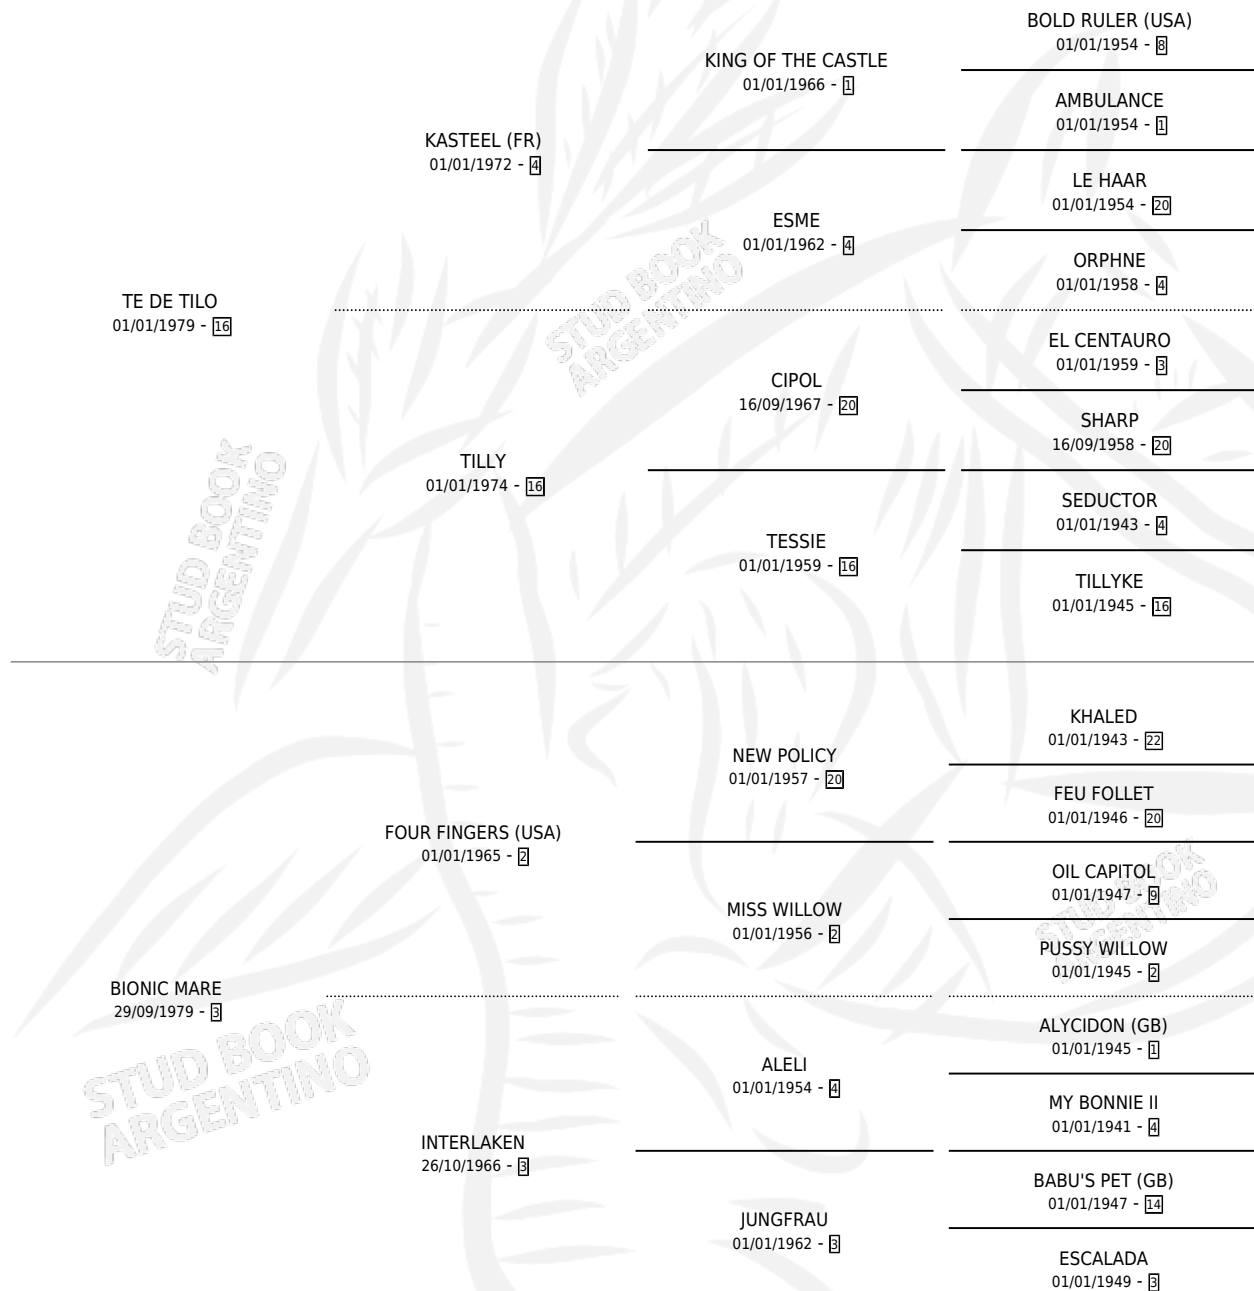 BOLD RULER (USA)
01/01/1954 - 8
KING OF THE CASTLE
01/01/1966 - 1
AMBULANCE
01/01/1954 - 1
KASTEEL (FR)
01/01/1972 - 4
LE HAAR
01/01/1954 - 20
ESME
01/01/1962 - 4
ORPHNE
01/01/1958 - 4
TE DE TILO
01/01/1979 - 16
EL CENTAURO
01/01/1959 - 3
CIPOL
16/09/1967 - 20
SHARP
16/09/1958 - 20
TILLY
01/01/1974 - 16
SEDUCTOR
01/01/1943 - 4
TESSIE
01/01/1959 - 16
TILLYKE
01/01/1945 - 16
STUD BOOK
ARGENTINO
STUD BOOK
ARGENTINO
KHALED
01/01/1943 - 22
NEW POLICY
01/01/1957 - 20
FEU FOLLET
01/01/1946 - 20
FOUR FINGERS (USA)
01/01/1965 - 2
OIL CAPITOL
01/01/1947 - 9
MISS WILLOW
01/01/1956 - 2
PUSSY WILLOW
01/01/1945 - 2
BIONIC MARE
29/09/1979 - 3
ALYCIDON (GB)
01/01/1945 - 1
ALELI
01/01/1954 - 4
MY BONNIE II
01/01/1941 - 4
INTERLAKEN
26/10/1966 - 3
BABU'S PET (GB)
01/01/1947 - 14
JUNGFRAU
01/01/1962 - 3
ESCALADA
01/01/1949 - 3
STUD BOOK
ARGENTINO
STUD BOOK
ARGENTINO